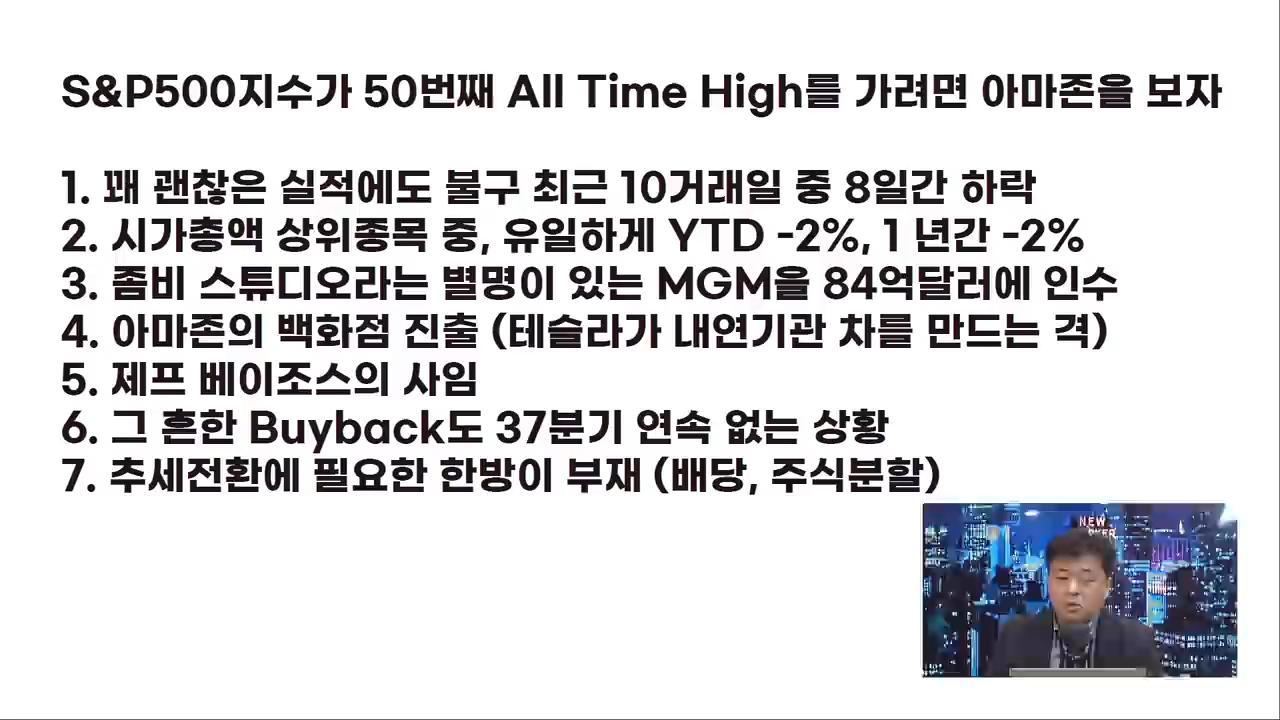 S&P500지수가 50번째 All Time High를 가려면 아마존을 보자
1. 꽤 괜찮은 실적에도 불구 최근 10거래일 중 8일간 하락
2. 시가총액 상위종목 중, 유일하게 YTD -2%, 1 년간 -2%
3. 좀비 스튜디오라는 별명이 있는 MGM을 84억달러에 인수
4. 아마존의 백화점 진출 (테슬라가 내연기관 차를 만드는 격)
5. 제프 베이조스의 사임
6. 그 흔한 Buyback도 37분기 연속 없는 상황
7. 추세전환에 필요한 한방이 부재 (배당, 주식분할)
NEW